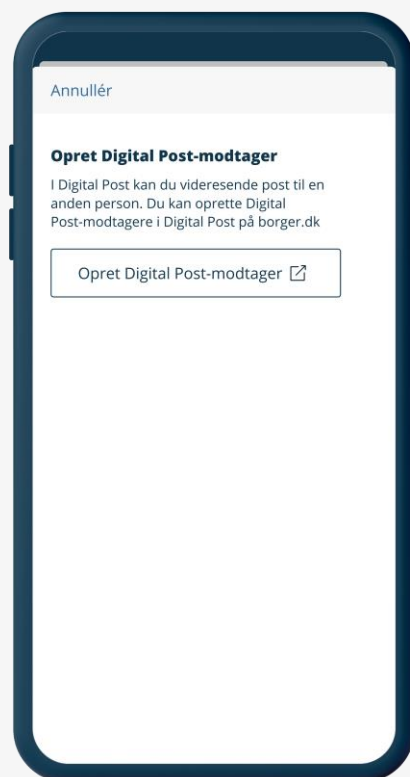 Annullér
Opret Digital Post-modtager
I Digital Post kan du videresende post til en
anden person. Du kan oprette Digital
Post-modtagere i Digital Post på borger.dk
Opret Digital Post-modtager